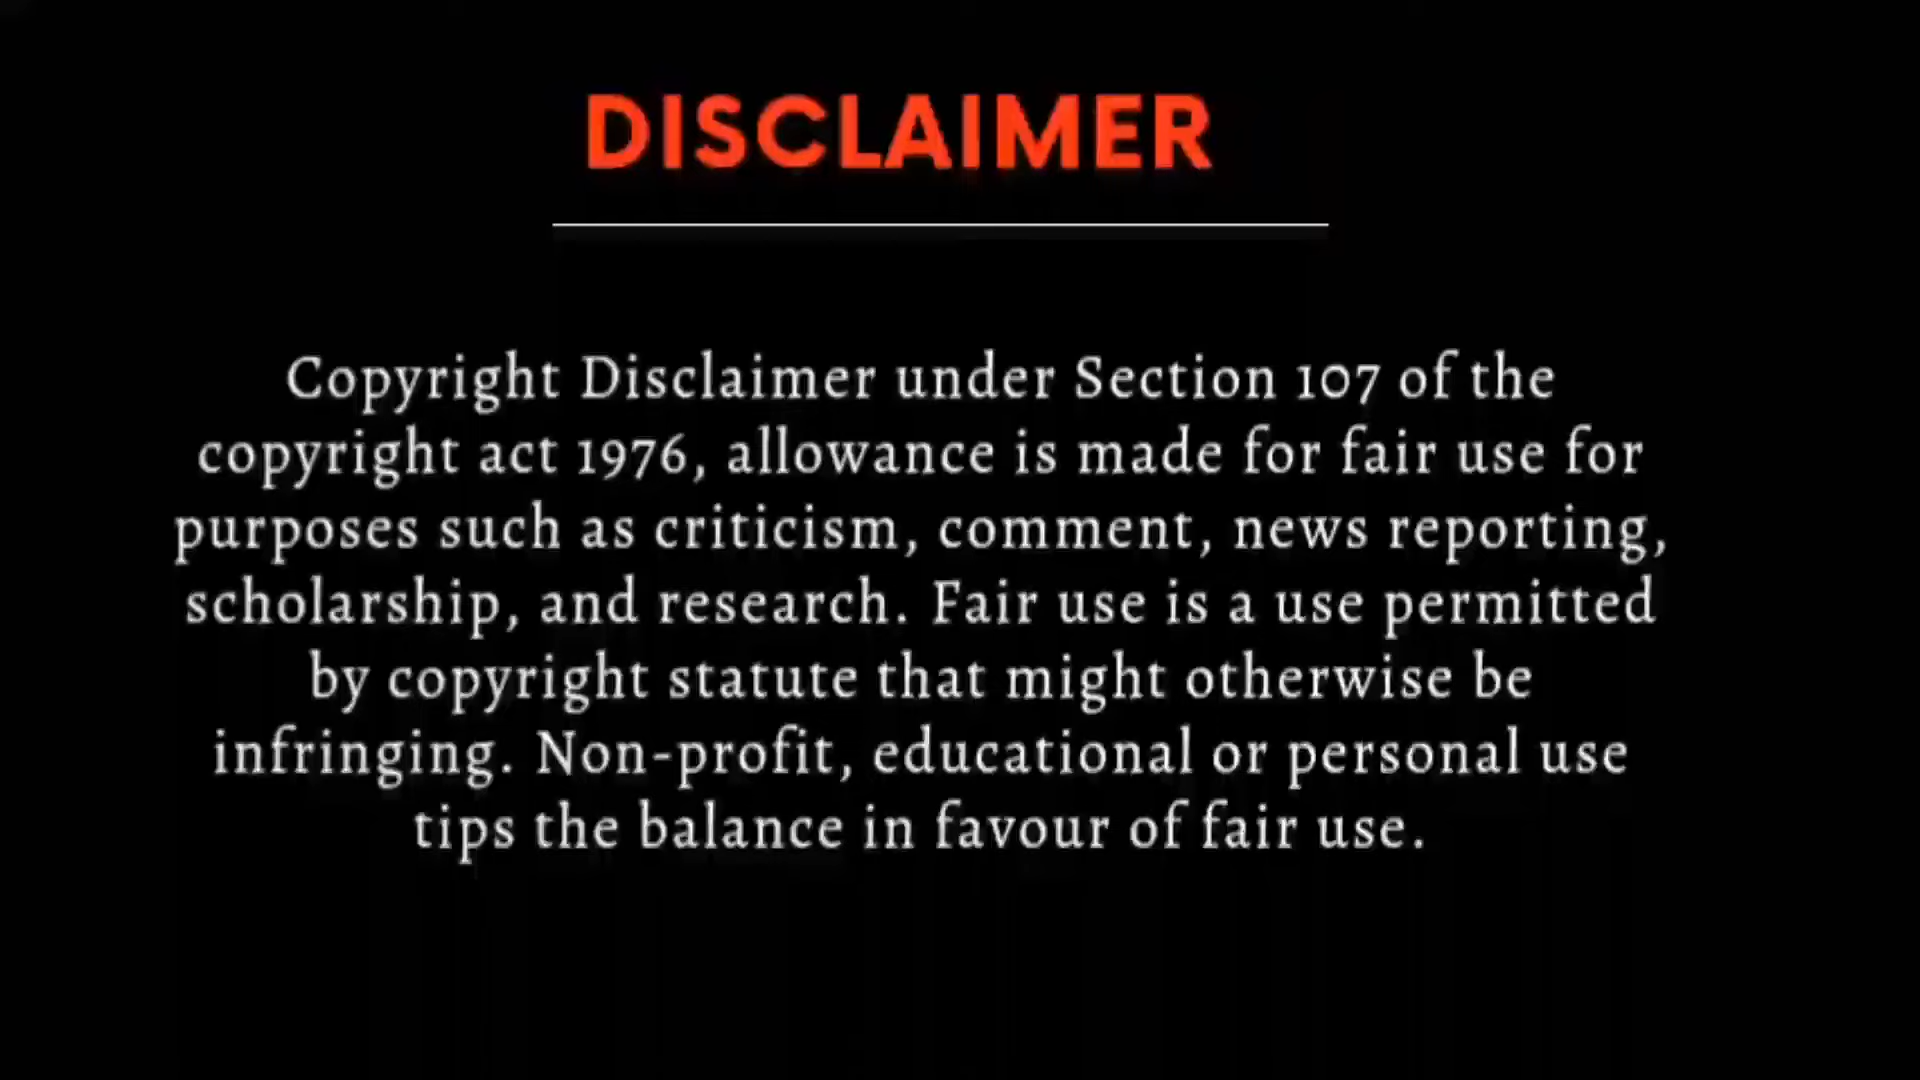 DISCLAIMER
Copyright Disclaimer under Section 107 of the
copyright act 1976, allowance is made for fair use for
purposes such as criticism, comment, news reporting,
scholarship, and research. Fair use is a use permitted
by copyright statute that might otherwise be
infringing. Non-profit, educational or personal use
tips the balance in favour of fair use.